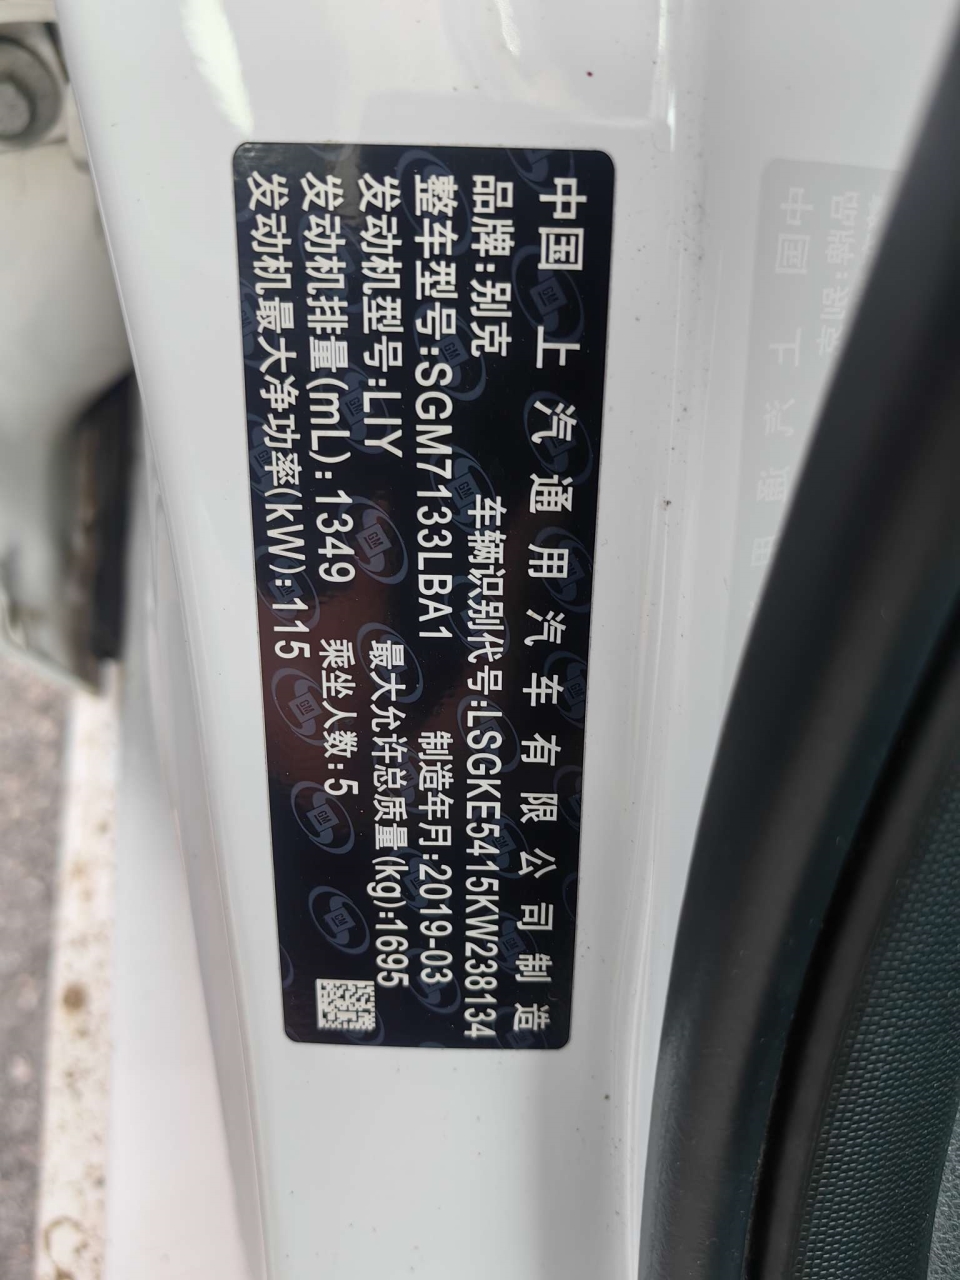 中国上汽通用汽车有限公司制造
品牌:别克 车辆识别代号:LSGKE5415KW238134
整车型号:SGM7133LBA1 制造年月:2019-03
发动机型号:LIY 最大允许总质量(kg):1695
发动机排量(mL):1349 乘坐人数:5
发动机最大净功率(kW):115
GM